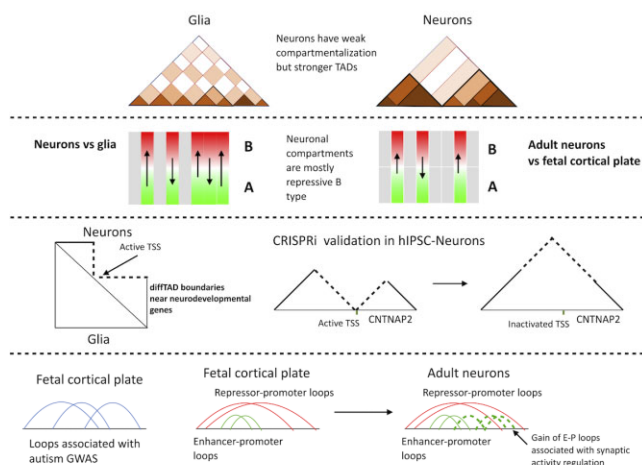 Glia
Neurons have weak
compartmentalization
but stronger TADs
Neurons
Neurons vs glia
B
A
Neuronal
compartments
are mostly
repressive B
type
B
A
Adult neurons
vs fetal cortical plate
Neurons
Active TSS
diffTAD boundaries
near neurodevelopmental
genes
Glia
CRISPRi validation in hIPSC-Neurons
Active TSS
CNTNAP2
Inactivated TSS
CNTNAP2
Fetal cortical plate
Loops associated with
autism GWAS
Fetal cortical plate
Repressor-promoter loops
Enhancer-promoter
loops
Adult neurons
Repressor-promoter loops
Enhancer-promoter
loops
Gain of E-P loops
associated with synaptic
activity regulation